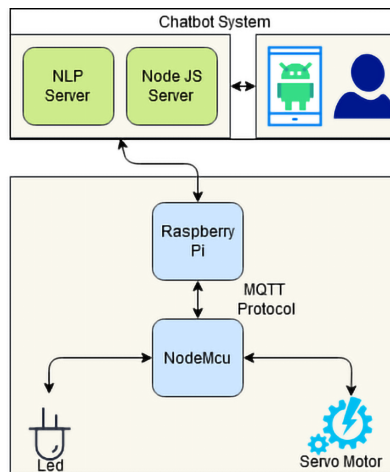 Chatbot System
NLP
Server
Node JS
Server
Raspberry
Pi
MQTT
Protocol
NodeMcu
Led
Servo Motor